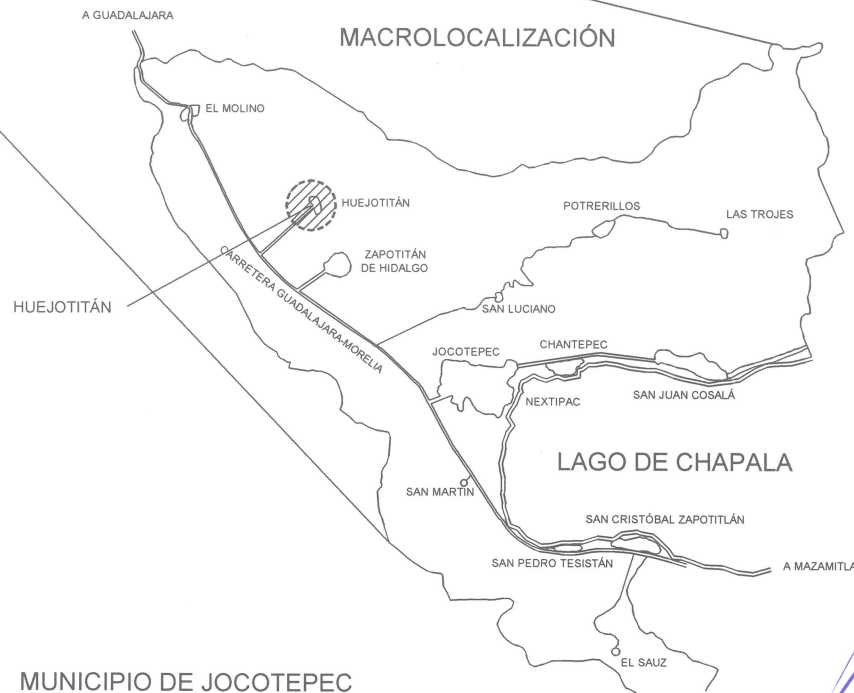 A GUADALAJARA
MACROLOCALIZACIÓN
EL MOLINO
HUEJOTITÁN
POTRERILLOS
LAS TROJES
ZAPOTITÁN
DE HIDALGO
CARRETERA GUADALAJARA-MORELIA
HUEJOTITÁN
SAN LUCIANO
JOCOTEPEC
CHANTEPEC
NEXTIPAC
SAN JUAN COSALÁ
LAGO DE CHAPALA
SAN MARTIN
SAN CRISTÓBAL ZAPOTITLÁN
SAN PEDRO TESISTÁN
A MAZAMITLA
EL SAUZ
MUNICIPIO DE JOCOTEPEC